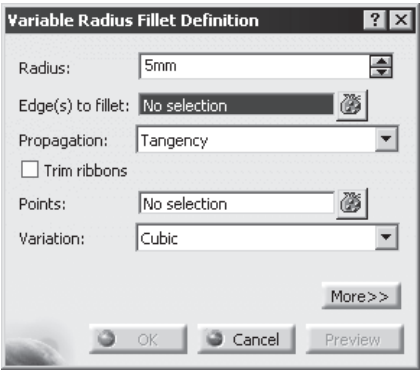 Variable Radius Fillet Definition ? X
Radius: 5mm
Edge(s) to fillet: No selection
Propagation: Tangency
Trim ribbons
Points: No selection
Variation: Cubic
More>>
OK Cancel Preview